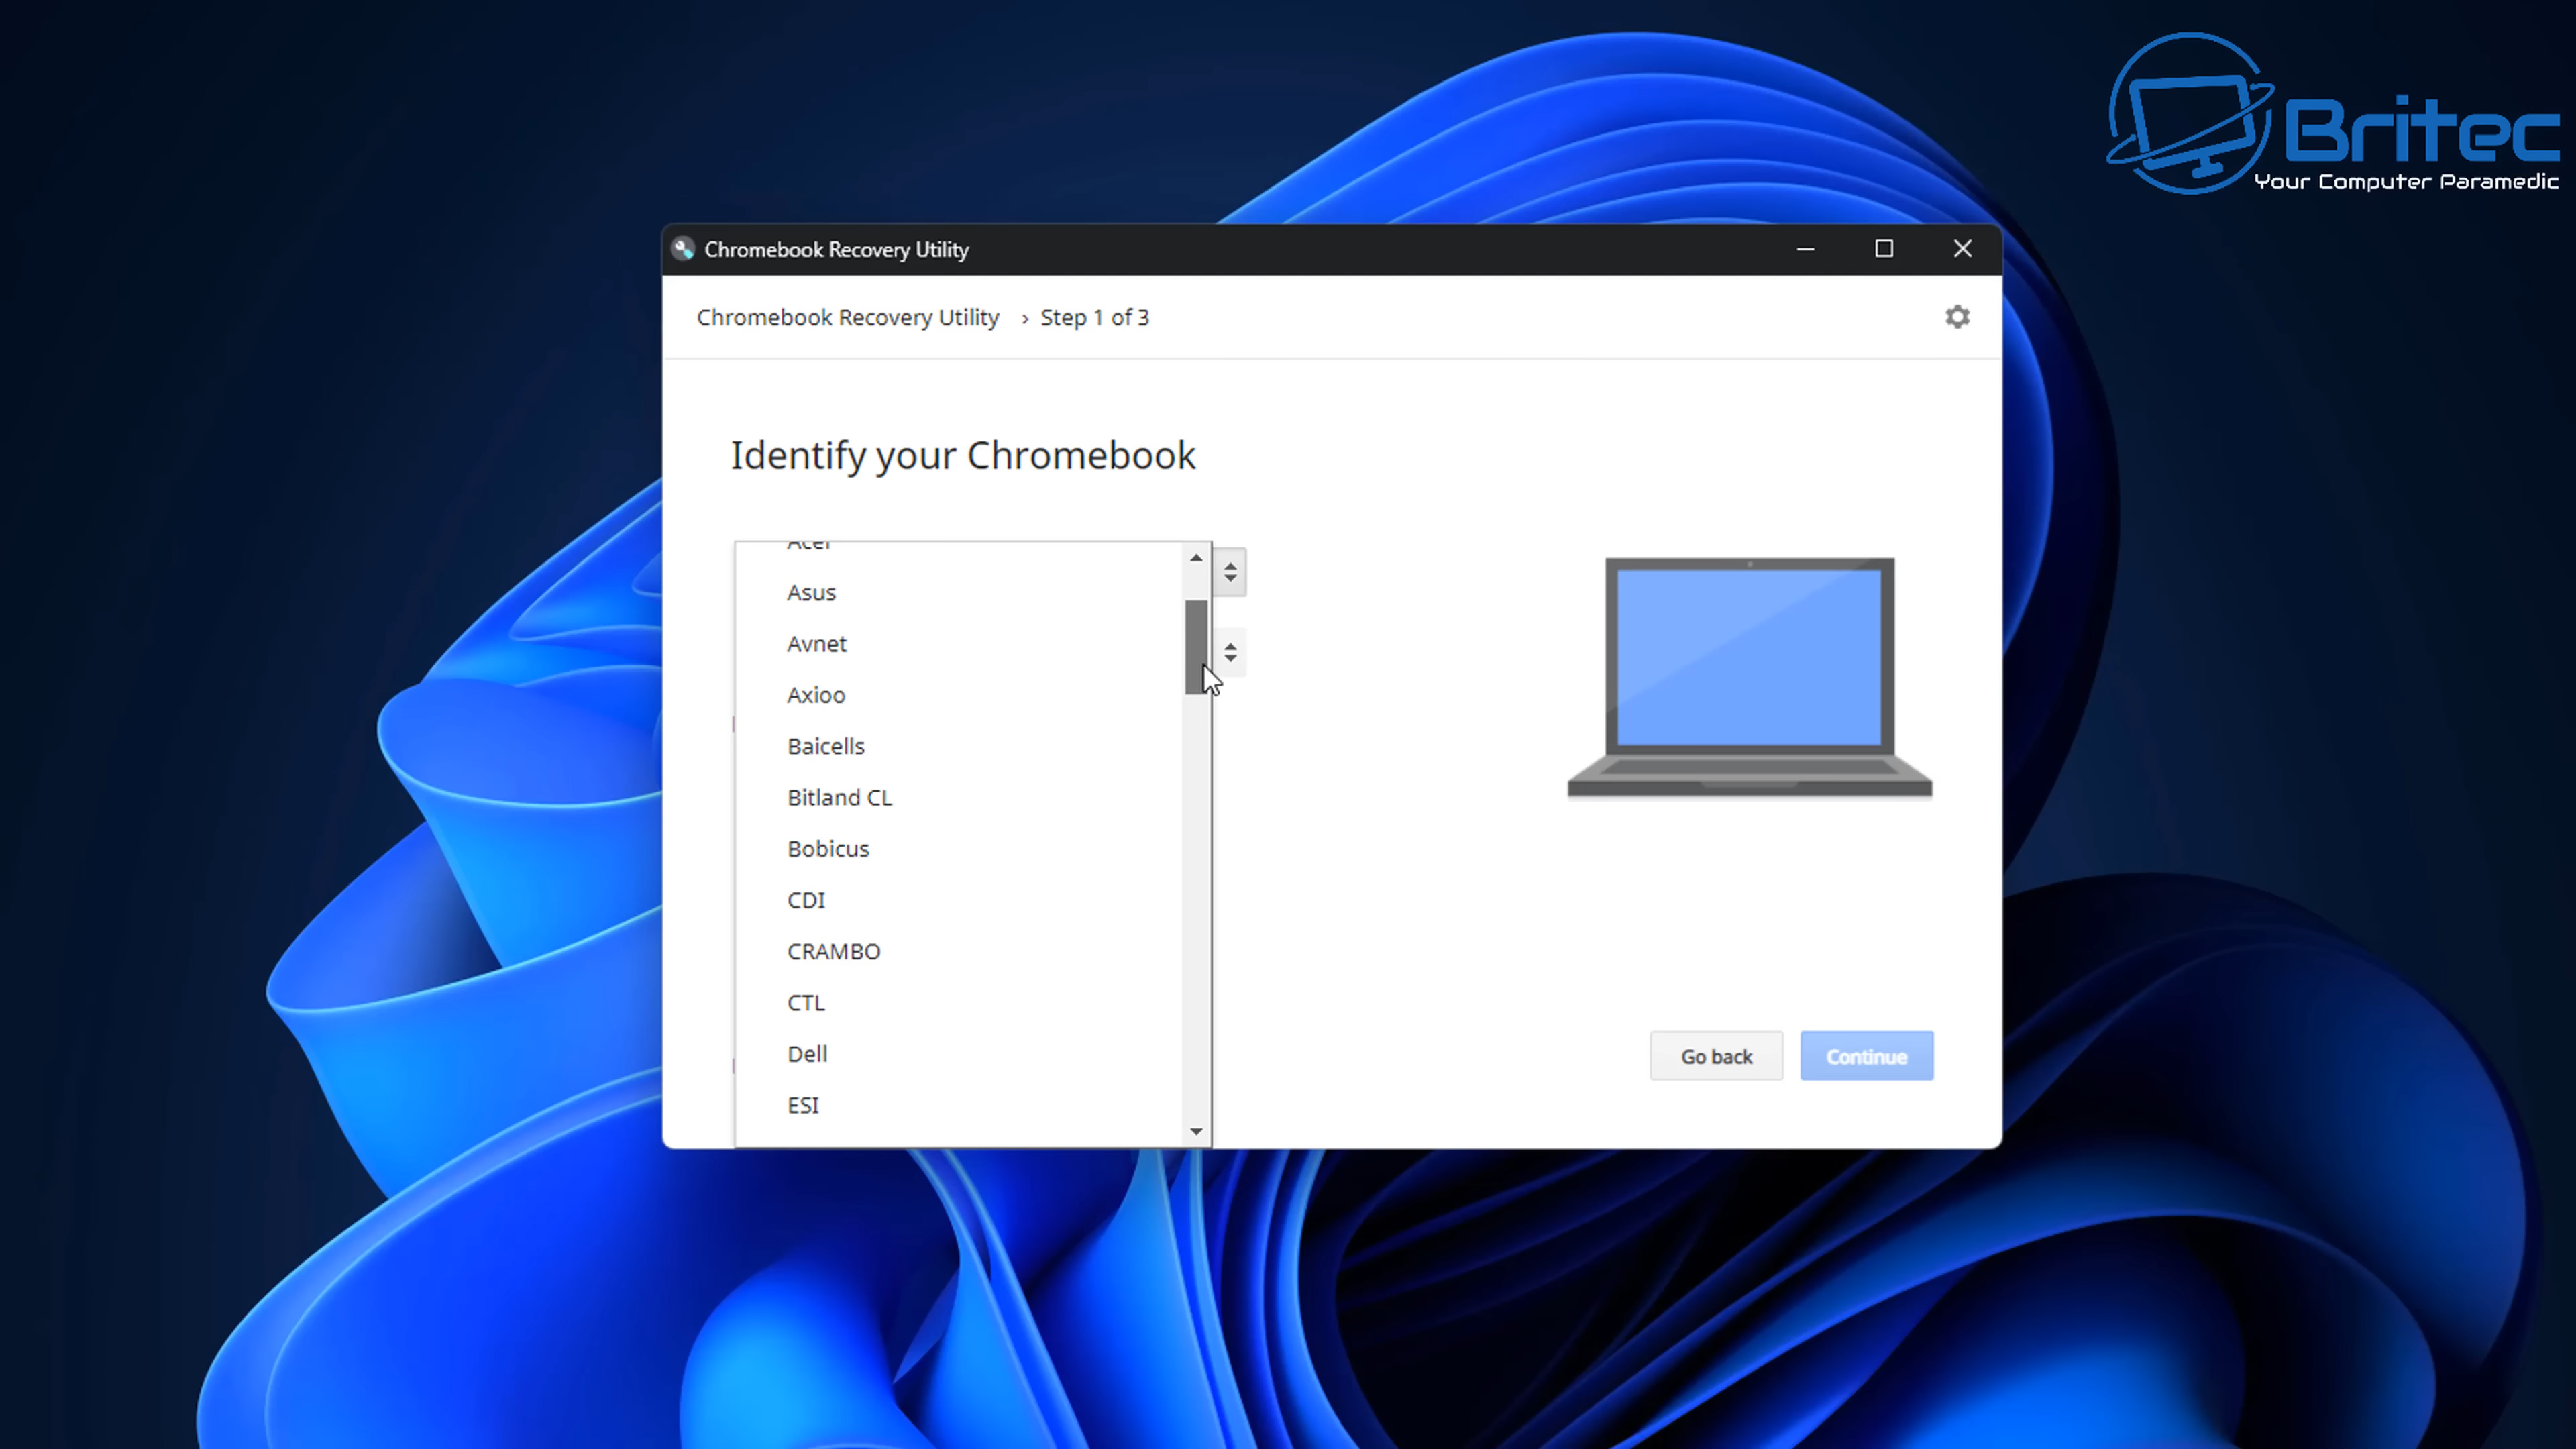 Britec
Your Computer Paramedic
Chromebook Recovery Utility
Chromebook Recovery Utility › Step 1 of 3
Identify your Chromebook
Acer
Asus
Avnet
Axioo
Baicells
Bitland CL
Bobicus
CDI
CRAMBO
CTL
Dell
ESI
Go back
Continue